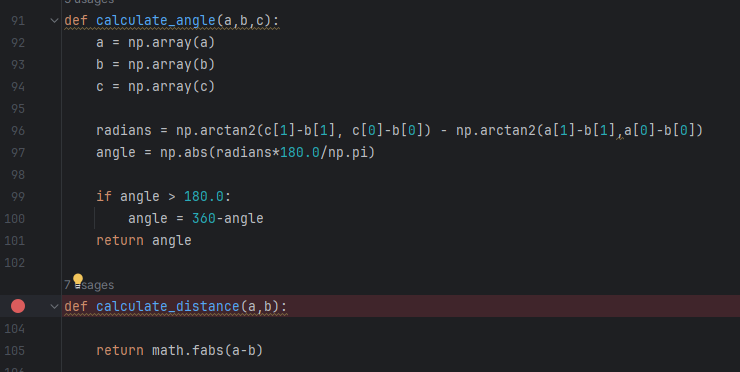 usages
91 def calculate_angle(a,b,c):
92 a = np.array(a)
93 b = np.array(b)
94 c = np.array(c)
95
96 radians = np.arctan2(c[1]-b[1], c[0]-b[0]) - np.arctan2(a[1]-b[1],a[0]-b[0])
97 angle = np.abs(radians*180.0/np.pi)
98
99 if angle > 180.0:
100 angle = 360-angle
101 return angle
102
7 usages
def calculate_distance(a,b):
104
105 return math.fabs(a-b)
106